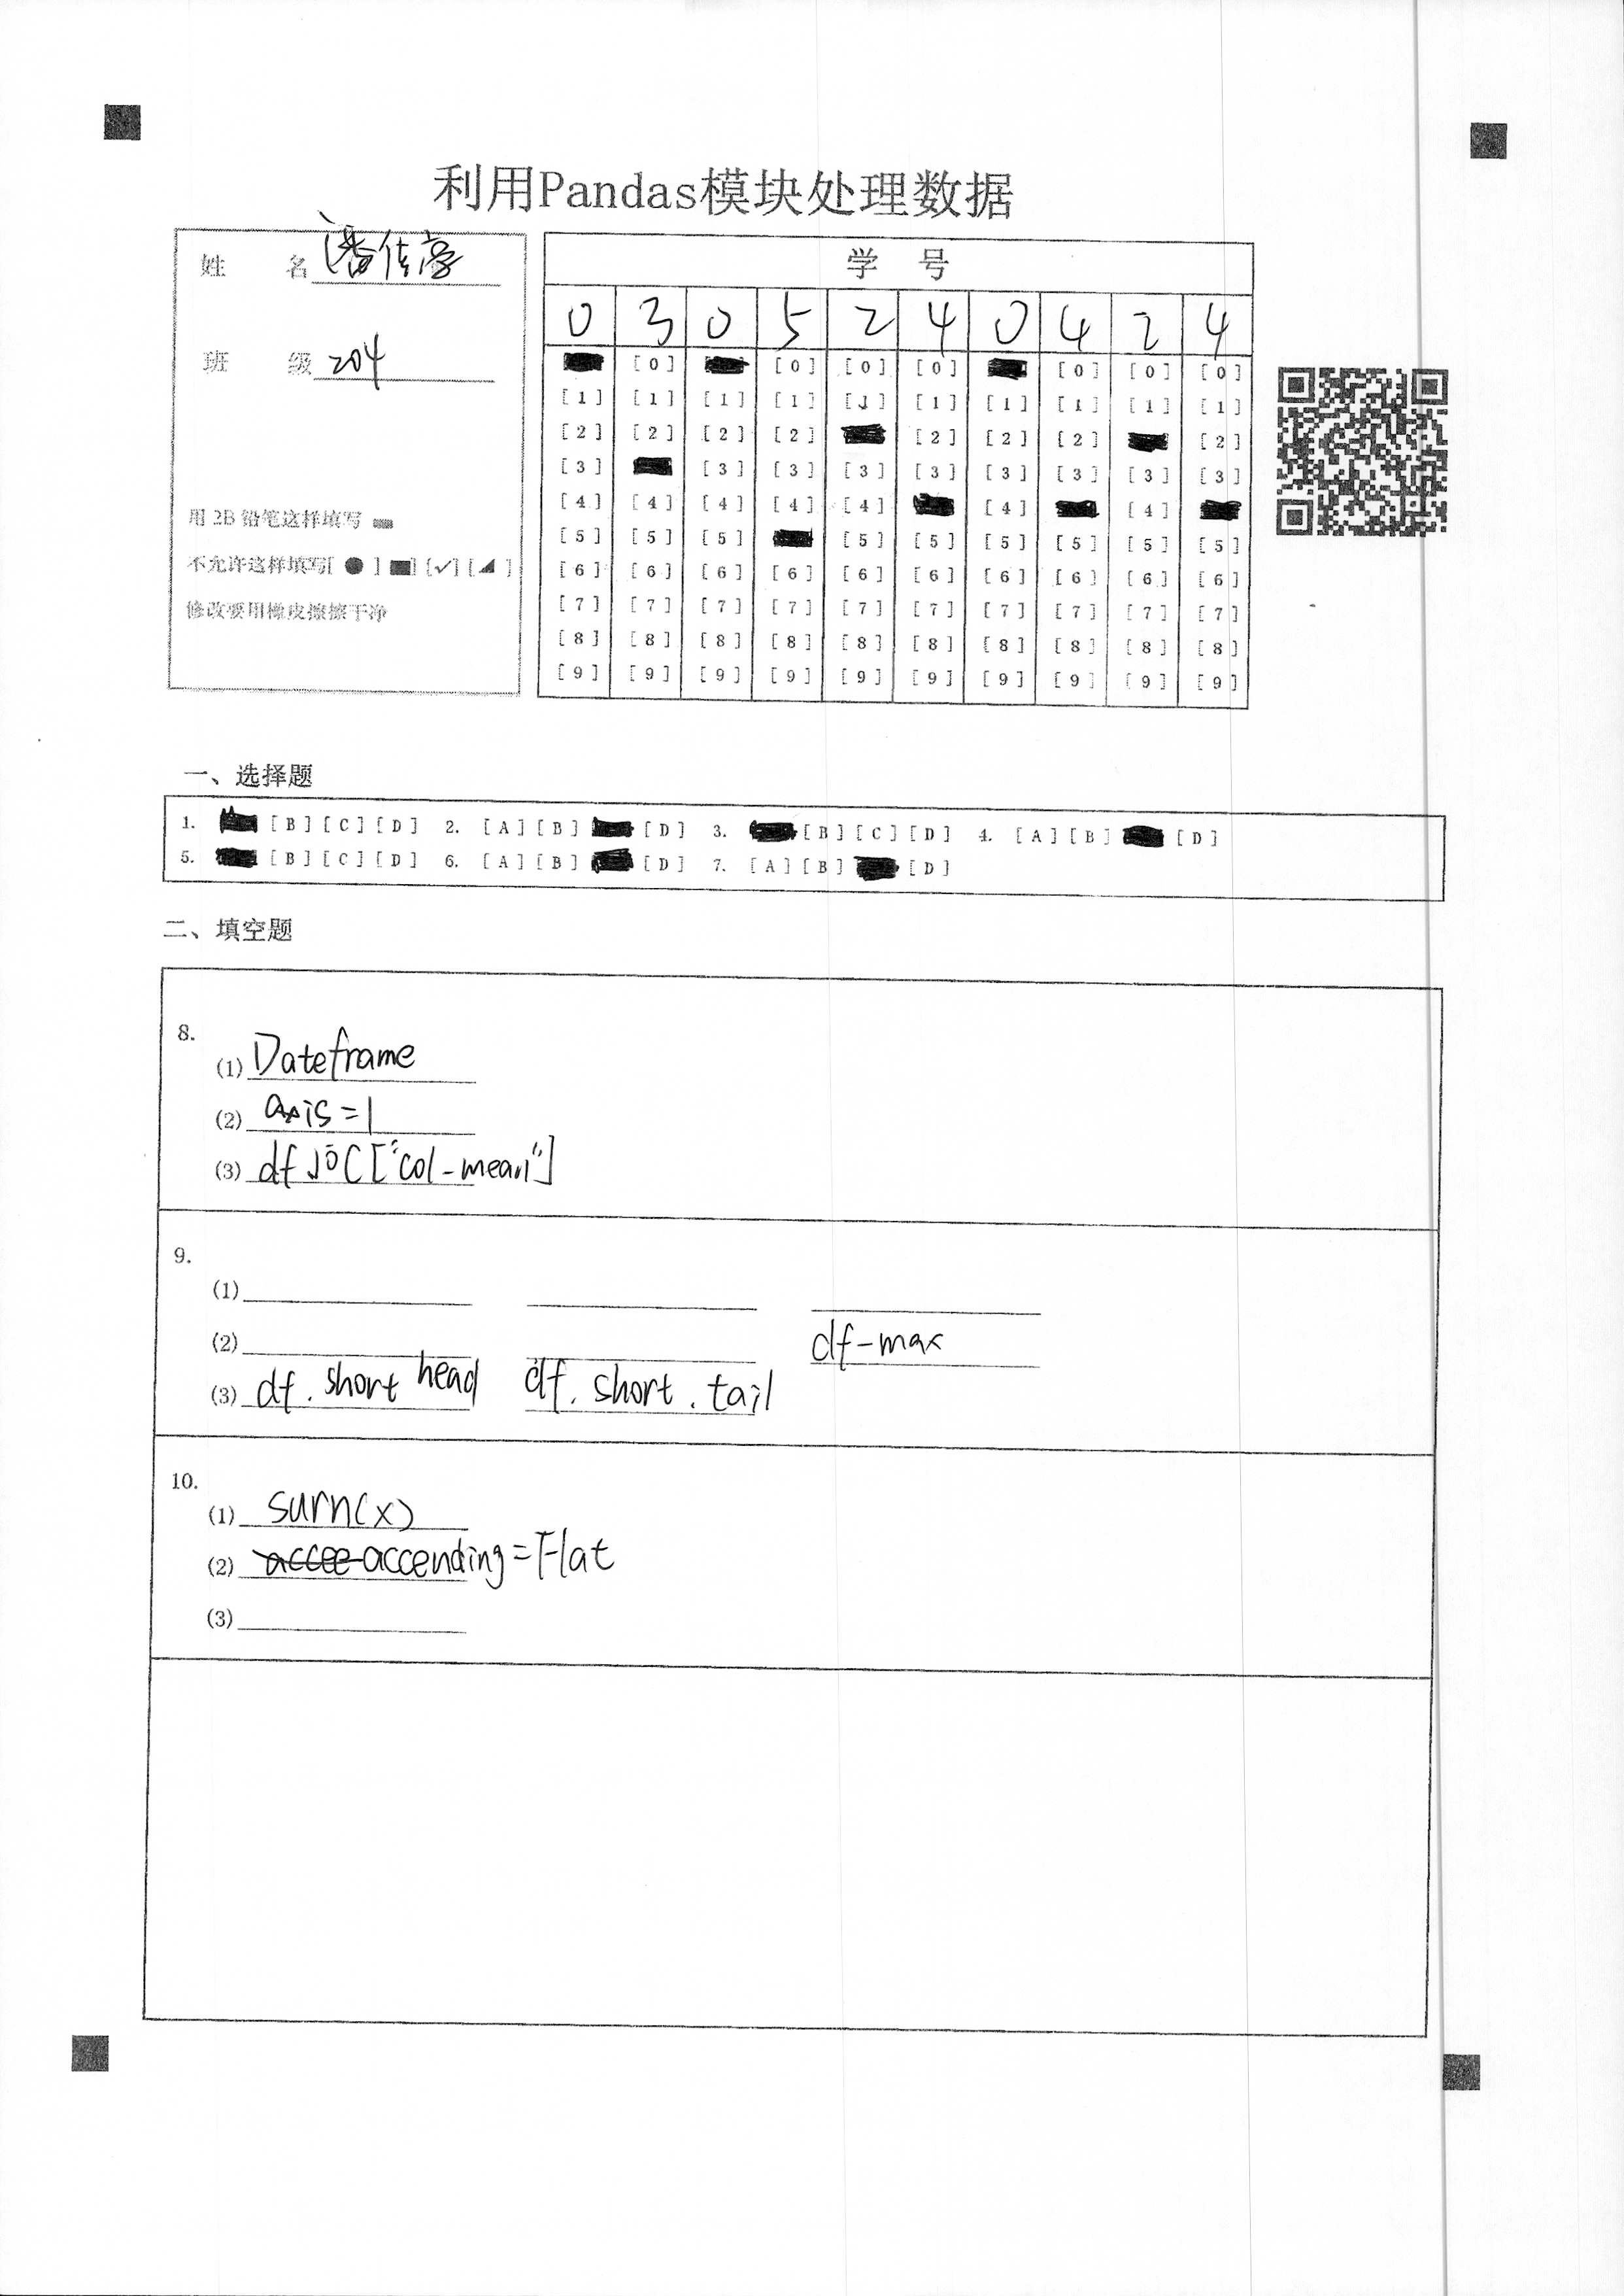 利用Pandas模块处理数据
姓 名 潘佳
班 级 204
用 2B 铅笔这样填写
不允许这样填写[ ● ] ■] [✓] [◢ ]
修改要用橡皮擦擦干净
学 号
0 3 0 5 2 4 0 4 2 4
[0] [0] [0] [0] [0] [0]
[1] [1] [1] [1] [1] [1] [1] [1] [1] [1]
[2] [2] [2] [2] [2] [2] [2] [2]
[3] [3] [3] [3] [3] [3] [3] [3] [3]
[4] [4] [4] [4] [4] [4] [4]
[5] [5] [5] [5] [5] [5] [5] [5] [5]
[6] [6] [6] [6] [6] [6] [6] [6] [6] [6]
[7] [7] [7] [7] [7] [7] [7] [7] [7] [7]
[8] [8] [8] [8] [8] [8] [8] [8] [8] [8]
[9] [9] [9] [9] [9] [9] [9] [9] [9] [9]
一、选择题
1. [B] [C] [D] 2. [A] [B] [D] 3. [B] [C] [D] 4. [A] [B] [D]
5. [B] [C] [D] 6. [A] [B] [D] 7. [A] [B] [D]
二、填空题
8.
(1) Dateframe
(2) axis=1
(3) df.loc["col-mean"]
9.
(1)
(2) df-max
(3) df. short head df. short . tail
10.
(1) sum(x)
(2) accee accending=Flat
(3)